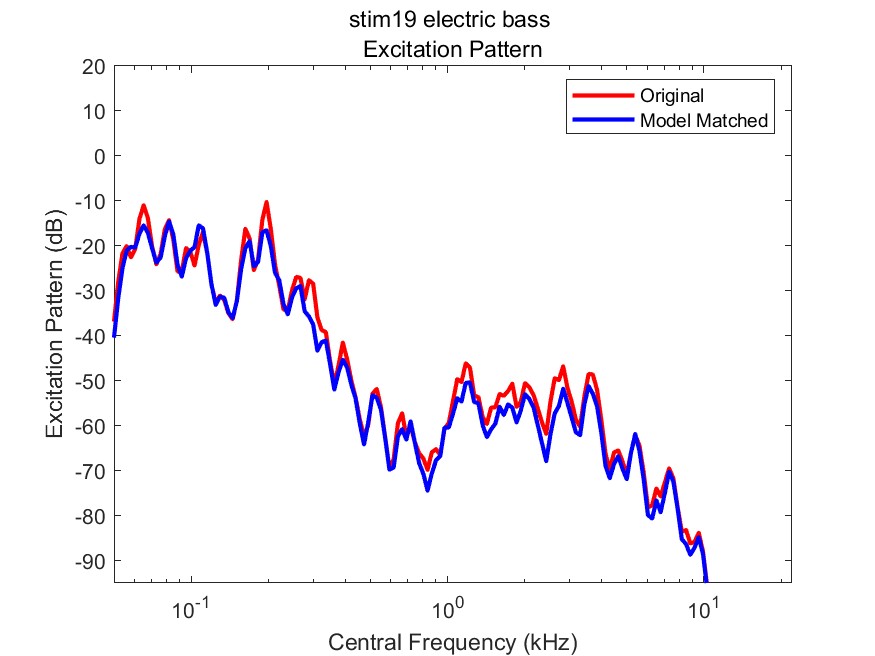 stim19 electric bass
Excitation Pattern
Original
Model Matched
Excitation Pattern (dB)
20
10
0
-10
-20
-30
-40
-50
-60
-70
-80
-90
10^-1
10^0
10^1
Central Frequency (kHz)